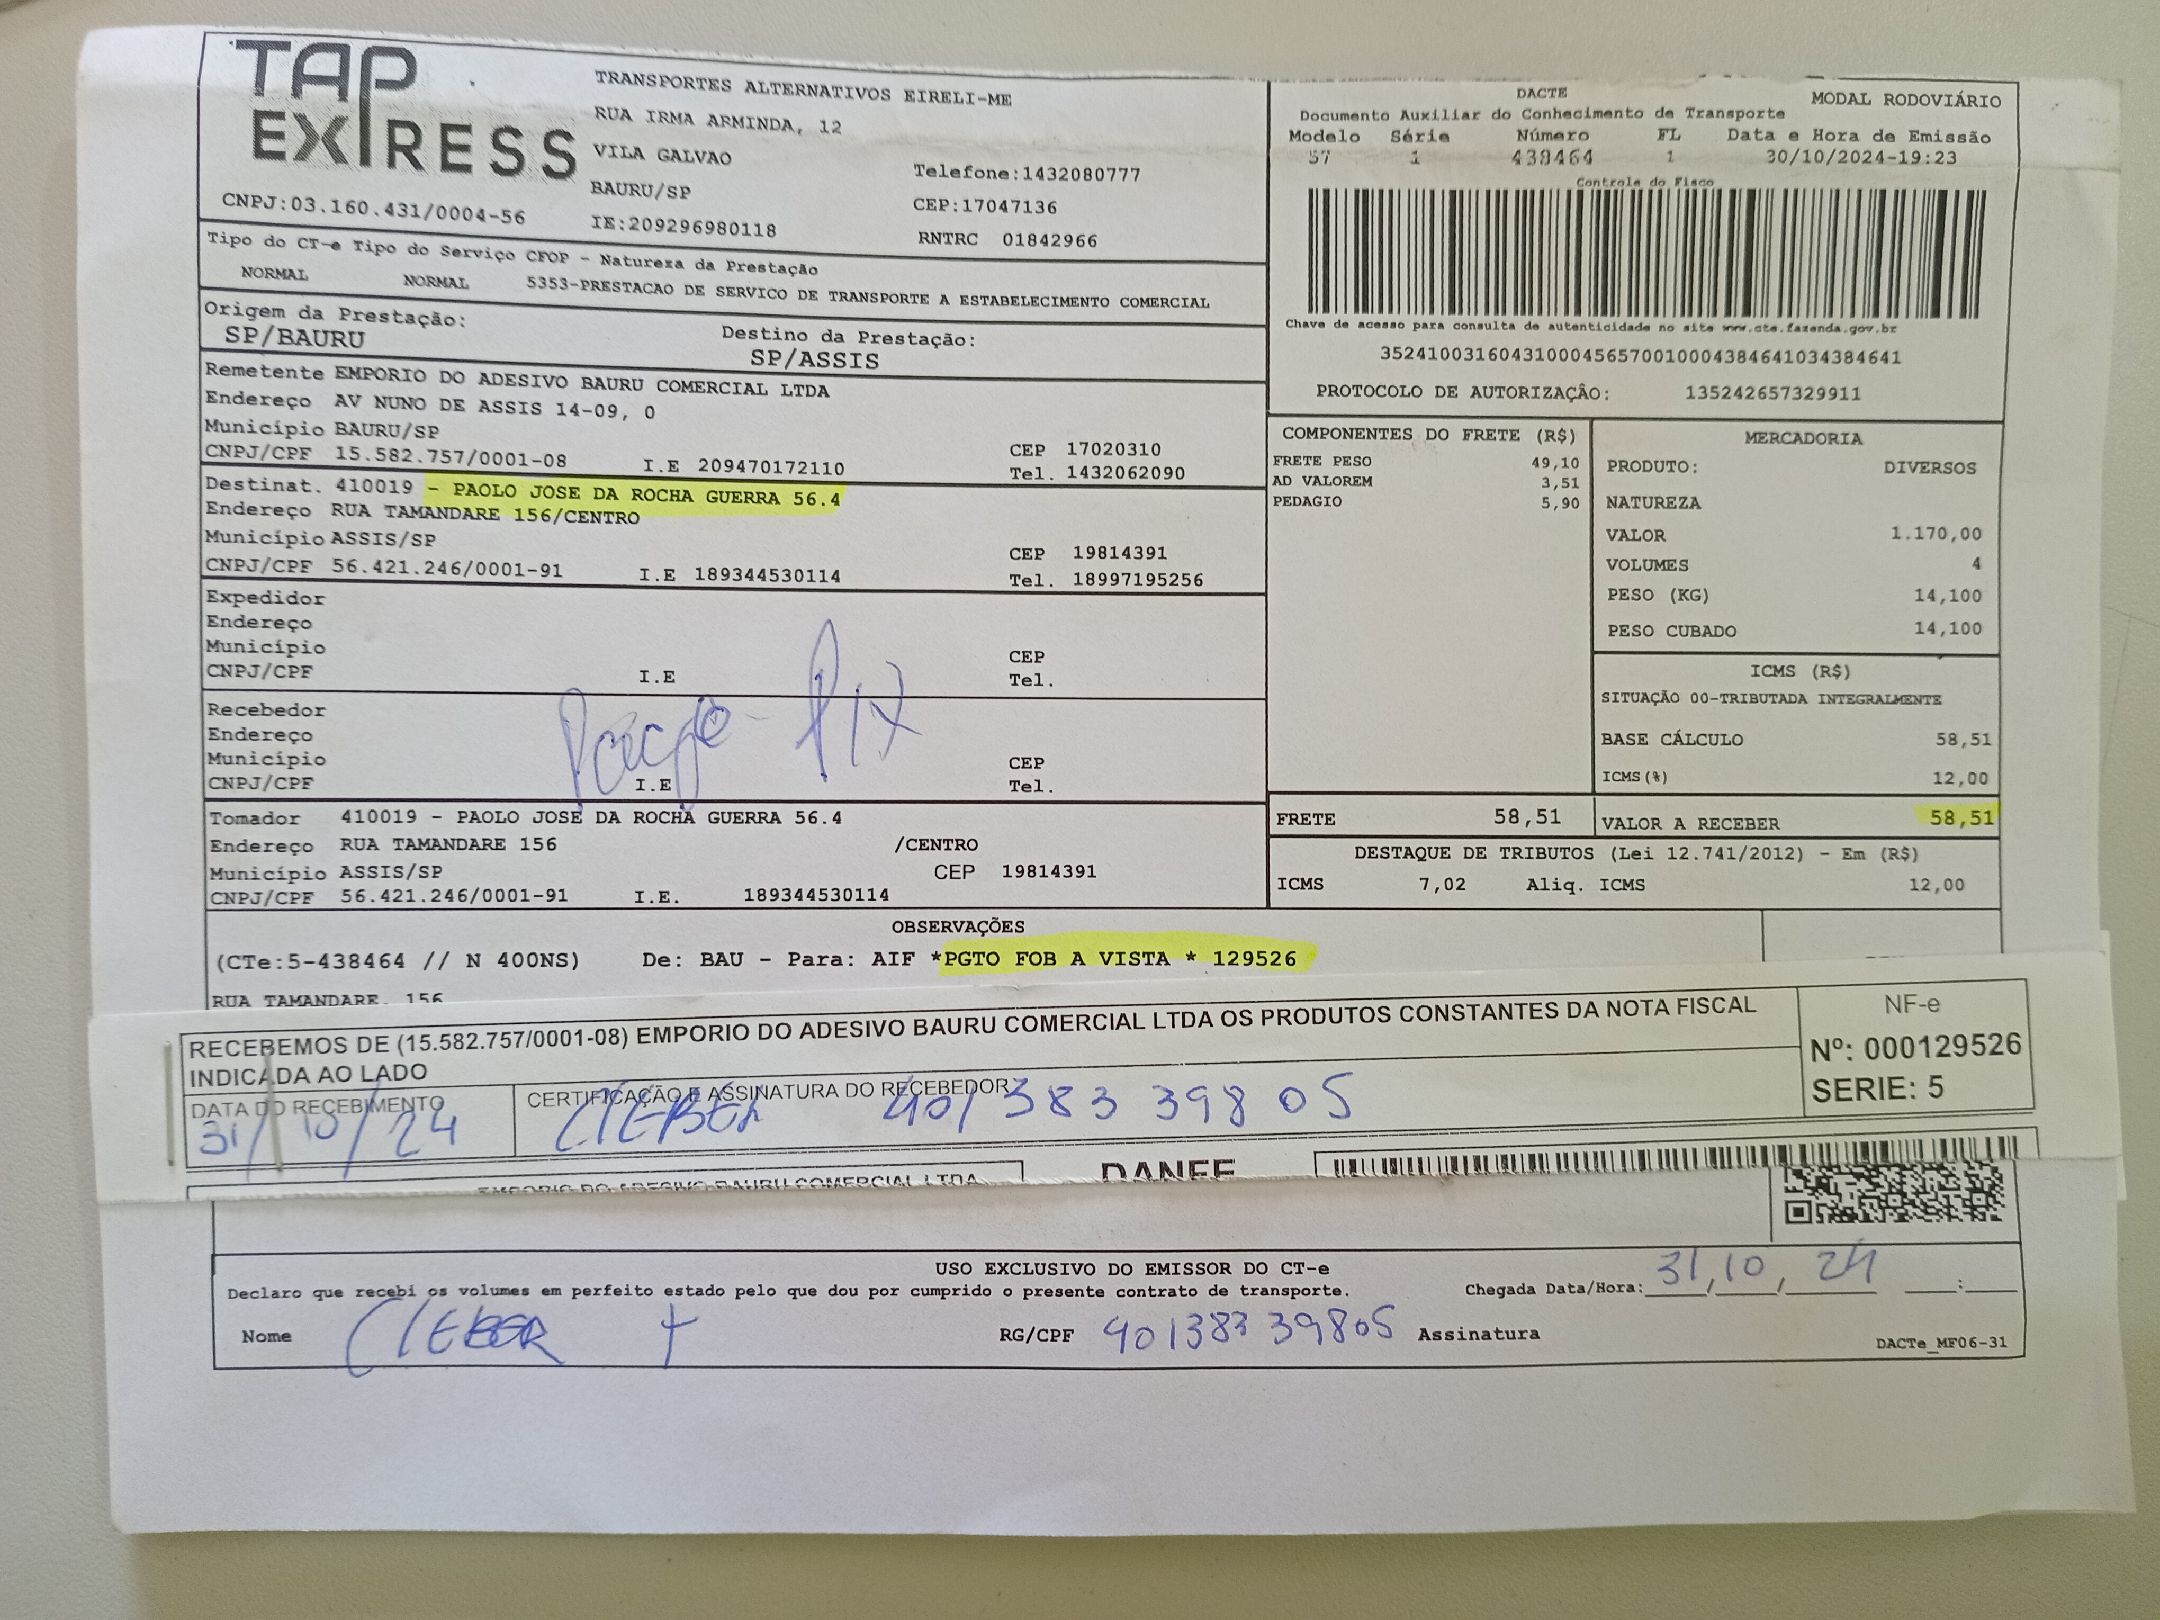 TAP EXPRESS
TRANSPORTES ALTERNATIVOS EIRELI-ME
RUA IRMA ARMINDA, 12
VILA GALVAO
Telefone:1432080777
BAURU/SP
CEP:17047136
CNPJ:03.160.431/0004-56
IE:209296980118
RNTRC 01842966
DACTE
MODAL RODOVIÁRIO
Documento Auxiliar do Conhecimento de Transporte
Modelo Série Número FL Data e Hora de Emissão
57 1 438464 1 30/10/2024-19:23
Controle do Fisco
Chave de acesso para consulta de autenticidade no site www.cte.fazenda.gov.br
35241003160431000456570010004384641034384641
PROTOCOLO DE AUTORIZAÇÃO: 135242657329911
Tipo do CT-e Tipo do Serviço CFOP - Natureza da Prestação
NORMAL NORMAL 5353-PRESTACAO DE SERVICO DE TRANSPORTE A ESTABELECIMENTO COMERCIAL
Origem da Prestação:
SP/BAURU
Destino da Prestação:
SP/ASSIS
Remetente EMPORIO DO ADESIVO BAURU COMERCIAL LTDA
Endereço AV NUNO DE ASSIS 14-09, 0
Município BAURU/SP CEP 17020310
CNPJ/CPF 15.582.757/0001-08 I.E 209470172110 Tel. 1432062090
Destinat. 410019 - PAOLO JOSE DA ROCHA GUERRA 56.4
Endereço RUA TAMANDARE 156/CENTRO
Município ASSIS/SP CEP 19814391
CNPJ/CPF 56.421.246/0001-91 I.E 189344530114 Tel. 18997195256
Expedidor
Endereço
Município CEP
CNPJ/CPF I.E Tel.
Recebedor
Endereço
Município CEP
CNPJ/CPF I.E Tel.
Pago - PIX
Tomador 410019 - PAOLO JOSE DA ROCHA GUERRA 56.4
Endereço RUA TAMANDARE 156 /CENTRO
Município ASSIS/SP CEP 19814391
CNPJ/CPF 56.421.246/0001-91 I.E. 189344530114
COMPONENTES DO FRETE (R$)
FRETE PESO 49,10
AD VALOREM 3,51
PEDAGIO 5,90
MERCADORIA
PRODUTO: DIVERSOS
NATUREZA
VALOR 1.170,00
VOLUMES 4
PESO (KG) 14,100
PESO CUBADO 14,100
ICMS (R$)
SITUAÇÃO 00-TRIBUTADA INTEGRALMENTE
BASE CÁLCULO 58,51
ICMS(%) 12,00
FRETE 58,51 VALOR A RECEBER 58,51
DESTAQUE DE TRIBUTOS (Lei 12.741/2012) - Em (R$)
ICMS 7,02 Aliq. ICMS 12,00
OBSERVAÇÕES
(CTe:5-438464 // N 400NS) De: BAU - Para: AIF *PGTO FOB A VISTA * 129526
RUA TAMANDARE, 156
RECEBEMOS DE (15.582.757/0001-08) EMPORIO DO ADESIVO BAURU COMERCIAL LTDA OS PRODUTOS CONSTANTES DA NOTA FISCAL
INDICADA AO LADO
NF-e
Nº: 000129526
SERIE: 5
DATA DO RECEBIMENTO
31/10/24
CERTIFICAÇÃO E ASSINATURA DO RECEBEDOR
CLEBER 401 383 398 05
EMPORIO DO ADESIVO BAURU COMERCIAL LTDA
DANFE
USO EXCLUSIVO DO EMISSOR DO CT-e
Declaro que recebi os volumes em perfeito estado pelo que dou por cumprido o presente contrato de transporte.
Chegada Data/Hora: 31/10/24 :
Nome CLEBER RG/CPF 40138339805 Assinatura
DACTe_MF06-31